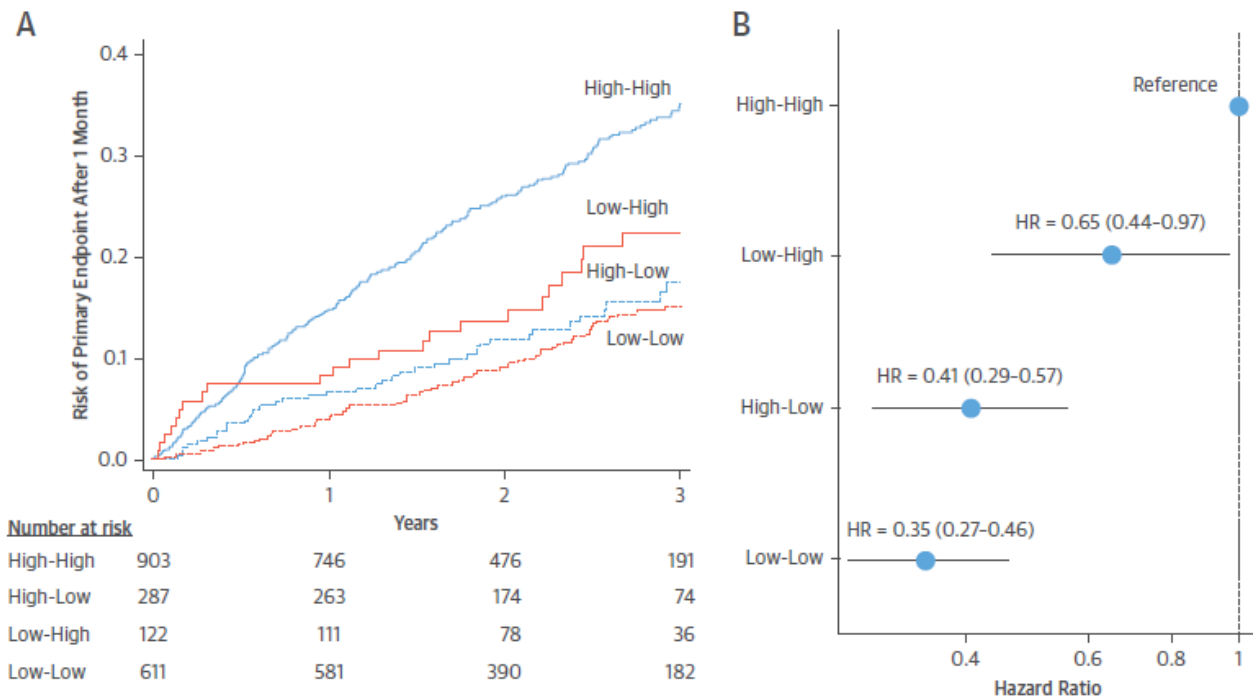 A
Risk of Primary Endpoint After 1 Month
0.4
0.3
0.2
0.1
0.0
High-High
Low-High
High-Low
Low-Low
0 1 2 3
Years
Number at risk
High-High 903 746 476 191
High-Low 287 263 174 74
Low-High 122 111 78 36
Low-Low 611 581 390 182
B
High-High
Reference
Low-High
HR = 0.65 (0.44–0.97)
High-Low
HR = 0.41 (0.29–0.57)
Low-Low
HR = 0.35 (0.27–0.46)
0.4 0.6 0.8 1
Hazard Ratio